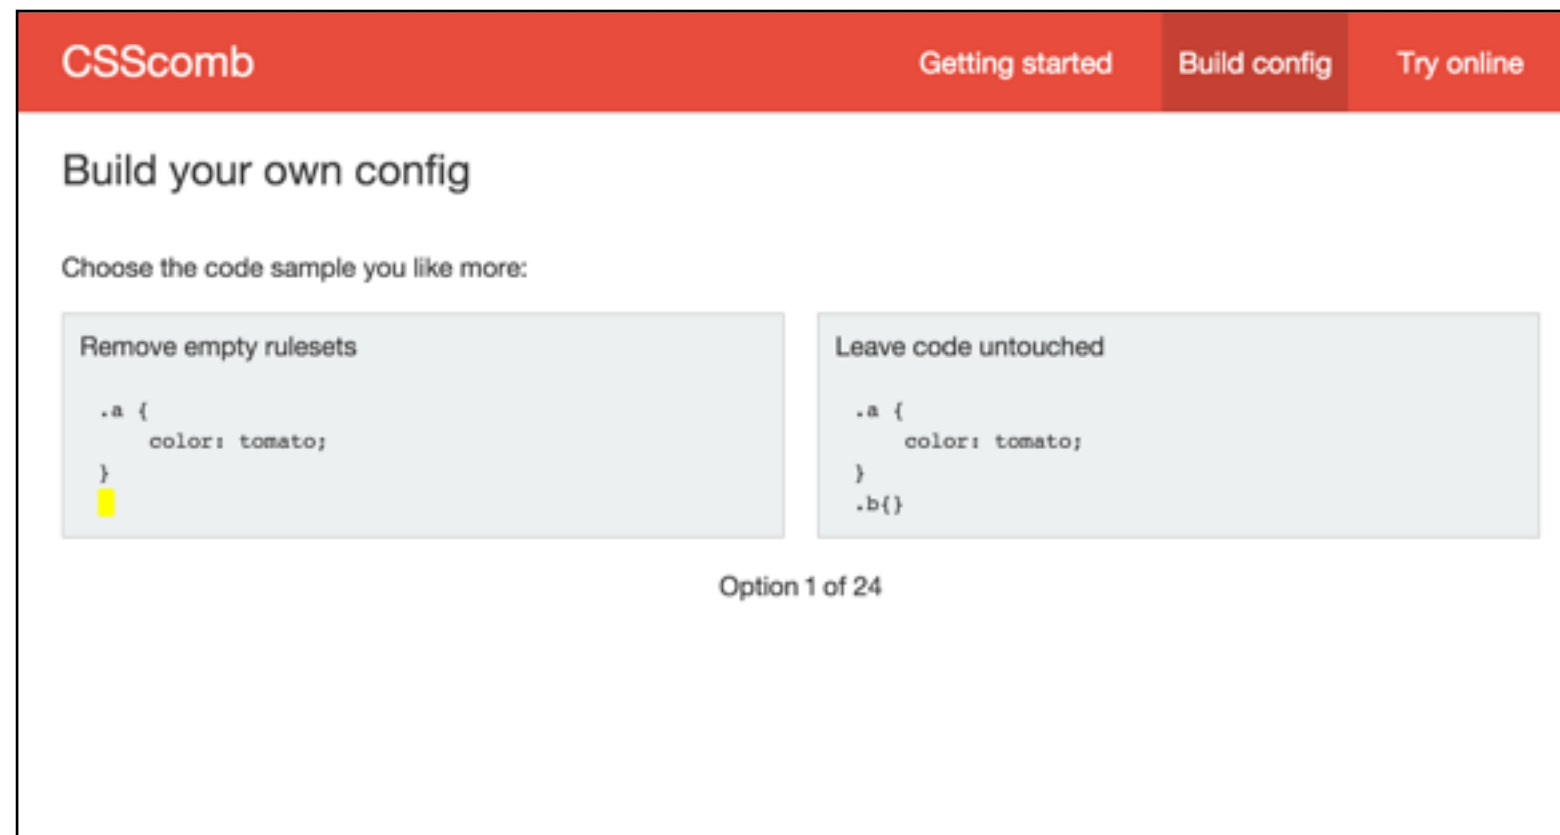 CSScomb
Getting started
Build config
Try online
Build your own config
Choose the code sample you like more:
Remove empty rulesets
.a {
    color: tomato;
}
Leave code untouched
.a {
    color: tomato;
}
.b{}
Option 1 of 24